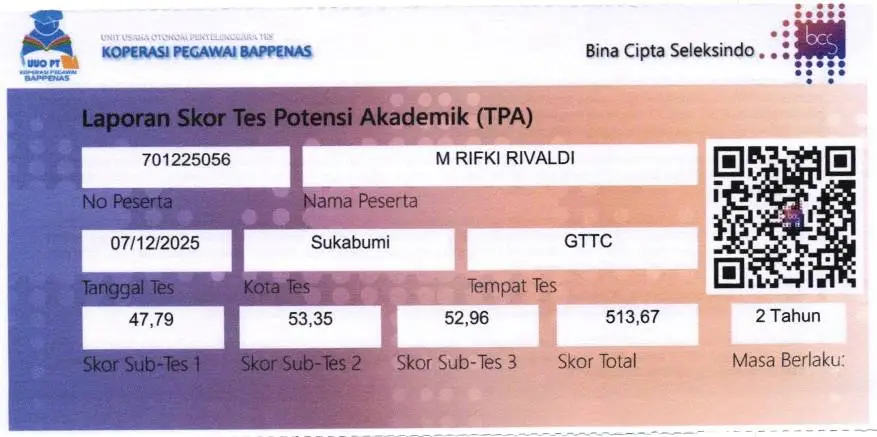 UNIT USAHA OTONOM PENYELENGGARA TES
KOPERASI PEGAWAI BAPPENAS
UUO PT
KOPERASI PEGAWAI
BAPPENAS
Bina Cipta Seleksindo
bcs
Laporan Skor Tes Potensi Akademik (TPA)
701225056
M RIFKI RIVALDI
No Peserta
Nama Peserta
07/12/2025
Sukabumi
GTTC
Tanggal Tes
Kota Tes
Tempat Tes
47,79
53,35
52,96
513,67
2 Tahun
Skor Sub-Tes 1
Skor Sub-Tes 2
Skor Sub-Tes 3
Skor Total
Masa Berlaku: